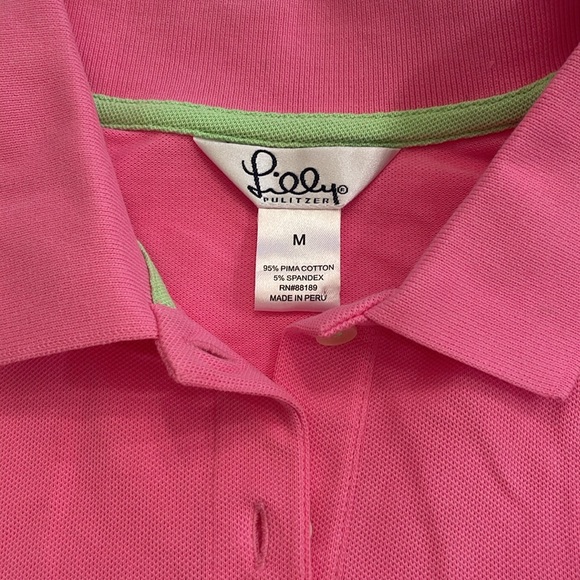 Lilly®
PULITZER
M
95% PIMA COTTON
5% SPANDEX
RN#88189
MADE IN PERU